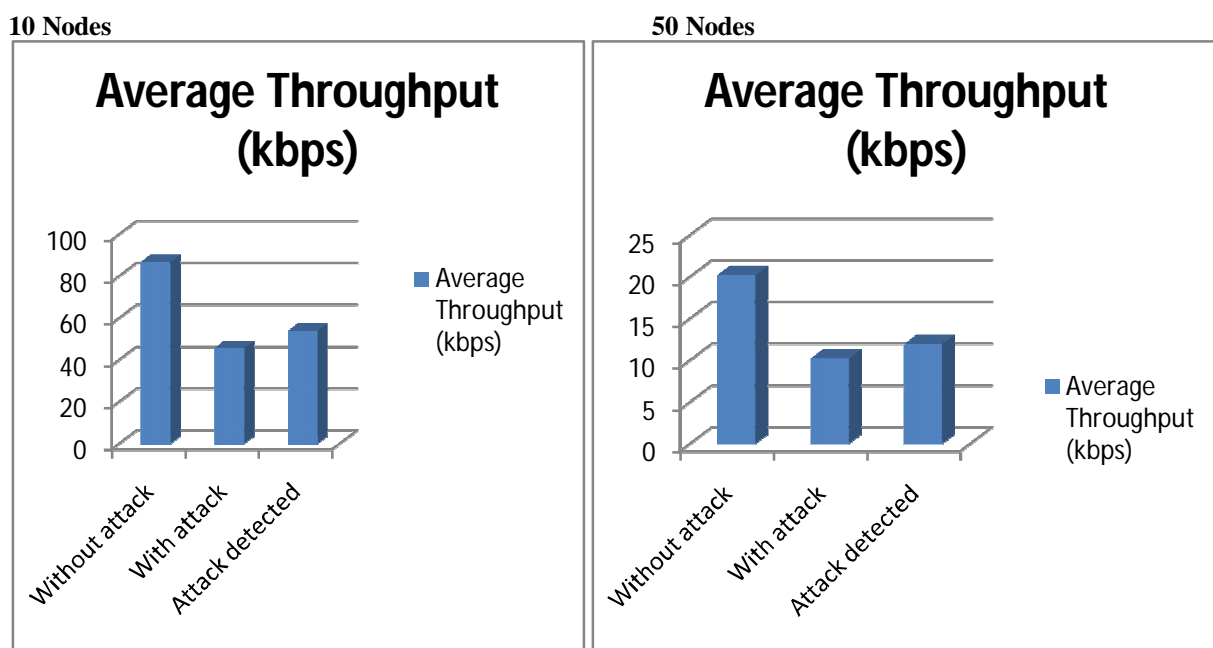 10 Nodes
50 Nodes
Average Throughput
(kbps)
100
80
60
40
20
0
Without attack
With attack
Attack detected
Average
Throughput
(kbps)
Average Throughput
(kbps)
25
20
15
10
5
0
Without attack
With attack
Attack detected
Average
Throughput
(kbps)